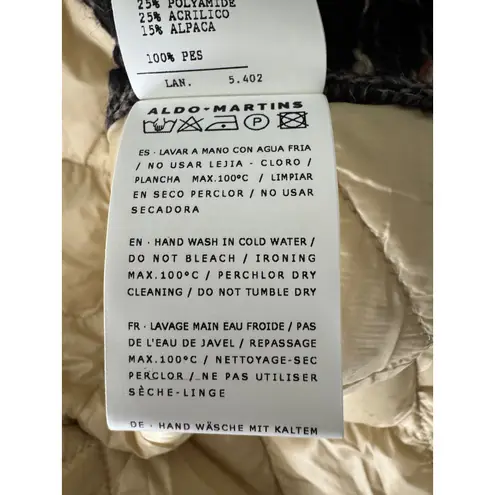 25% POLYAMIDE
25% ACRILICO
15% ALPACA
100% PES
LAN. 5.402
ALDO·MARTINS
ES · LAVAR A MANO CON AGUA FRIA
/ NO USAR LEJIA - CLORO /
PLANCHA MAX.100ºC / LIMPIAR
EN SECO PERCLOR / NO USAR
SECADORA
EN · HAND WASH IN COLD WATER /
DO NOT BLEACH / IRONING
MAX.100ºC / PERCHLOR DRY
CLEANING / DO NOT TUMBLE DRY
FR · LAVAGE MAIN EAU FROIDE / PAS
DE L'EAU DE JAVEL / REPASSAGE
MAX.100ºC / NETTOYAGE-SEC
PERCLOR / NE PAS UTILISER
SÈCHE-LINGE
DE · HAND WÄSCHE MIT KALTEM